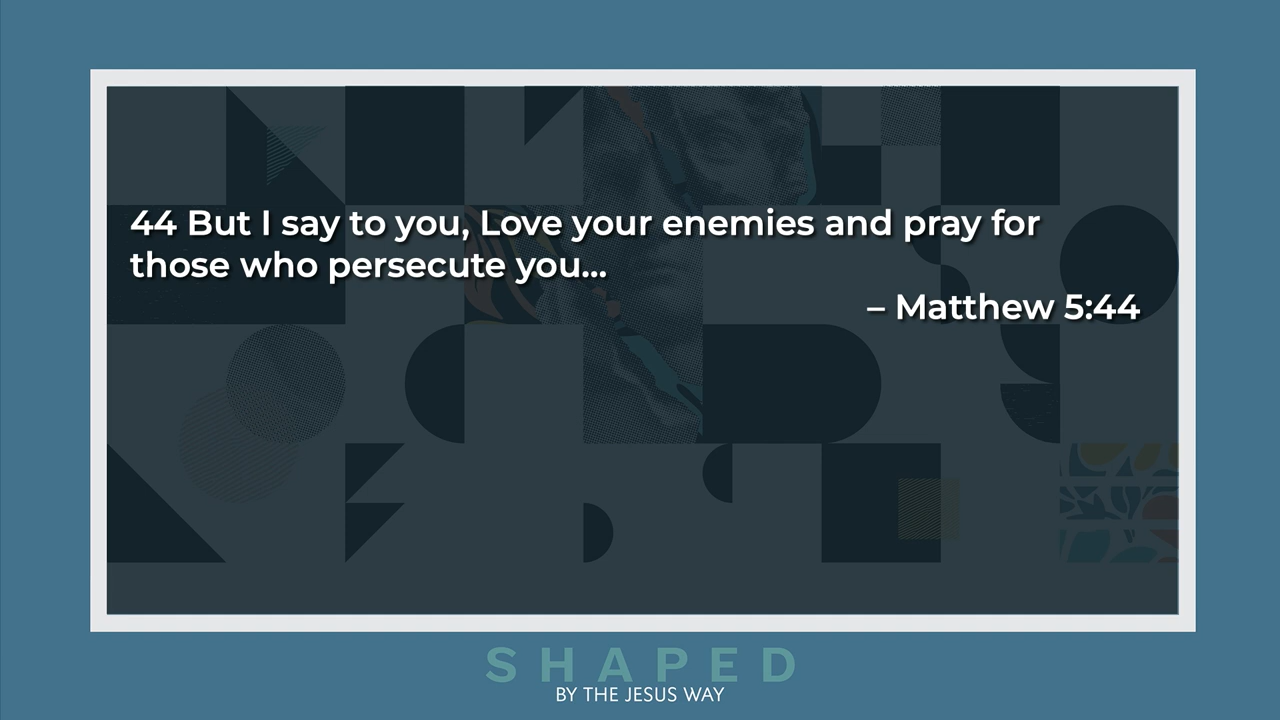 44 But I say to you, Love your enemies and pray for
those who persecute you...
– Matthew 5:44
SHAPED
BY THE JESUS WAY